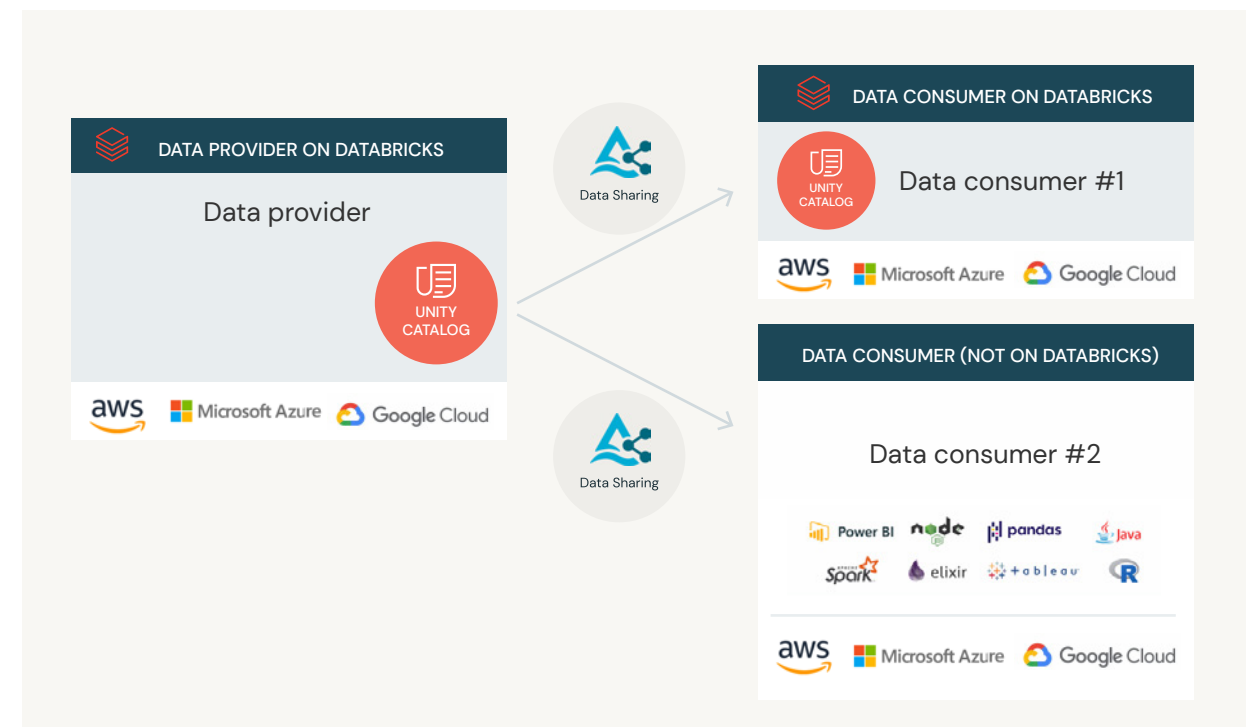 DATA PROVIDER ON DATABRICKS
Data provider
UNITY
CATALOG
aws Microsoft Azure Google Cloud
Data Sharing
Data Sharing
DATA CONSUMER ON DATABRICKS
UNITY
CATALOG
Data consumer #1
aws Microsoft Azure Google Cloud
DATA CONSUMER (NOT ON DATABRICKS)
Data consumer #2
Power BI node pandas Java
APACHE
Spark elixir +ableau R
aws Microsoft Azure Google Cloud